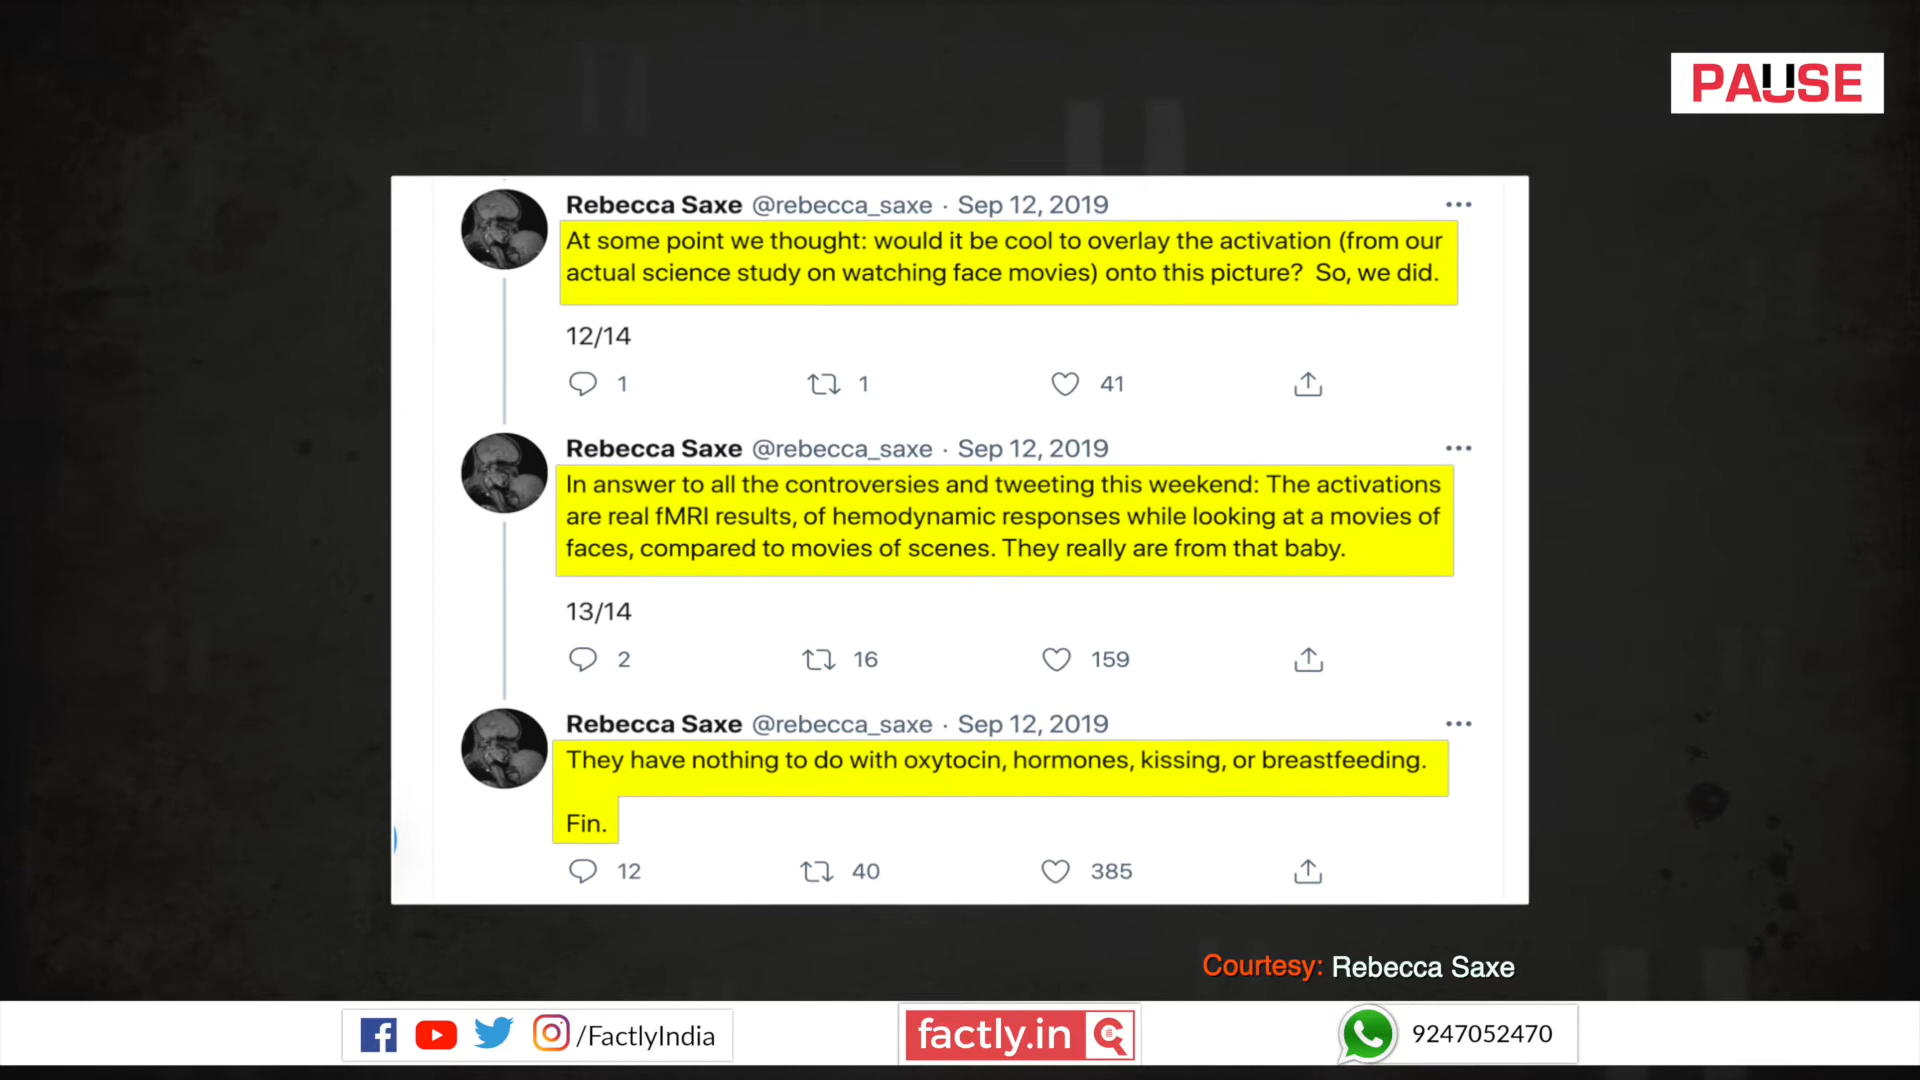 PAUSE
Rebecca Saxe @rebecca_saxe · Sep 12, 2019
At some point we thought: would it be cool to overlay the activation (from our
actual science study on watching face movies) onto this picture? So, we did.
12/14
1 1 41
Rebecca Saxe @rebecca_saxe · Sep 12, 2019
In answer to all the controversies and tweeting this weekend: The activations
are real fMRI results, of hemodynamic responses while looking at a movies of
faces, compared to movies of scenes. They really are from that baby.
13/14
2 16 159
Rebecca Saxe @rebecca_saxe · Sep 12, 2019
They have nothing to do with oxytocin, hormones, kissing, or breastfeeding.
Fin.
12 40 385
Courtesy: Rebecca Saxe
/FactlyIndia factly.in 9247052470